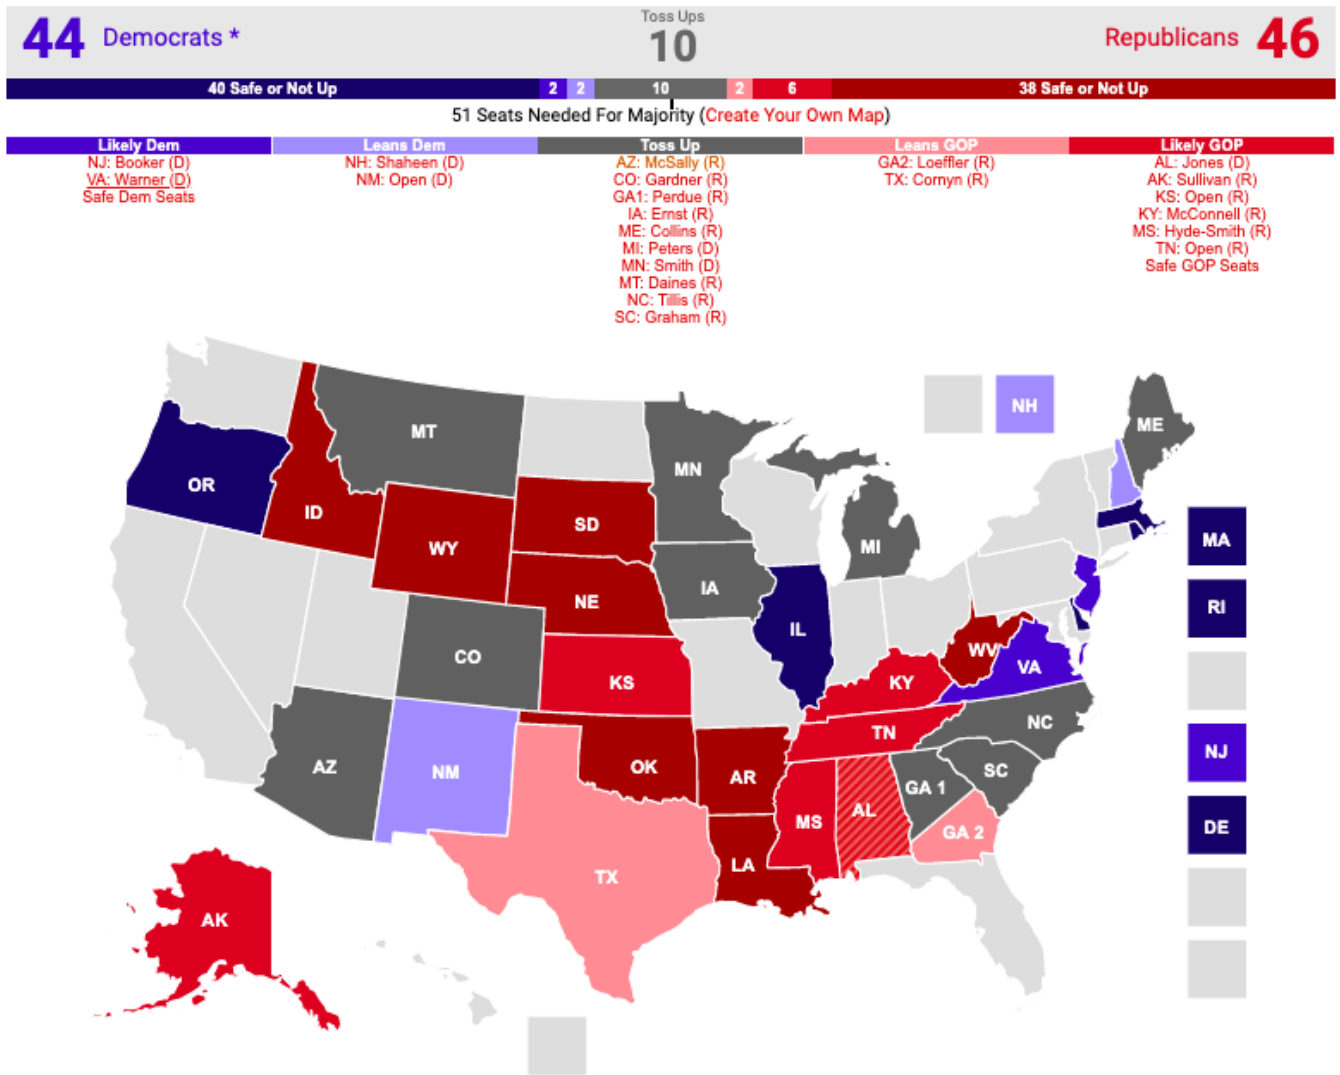 44 Democrats *
Toss Ups
10
Republicans 46
40 Safe or Not Up 2 2 10 2 6 38 Safe or Not Up
51 Seats Needed For Majority (Create Your Own Map)
Likely Dem
NJ: Booker (D)
VA: Warner (D)
Safe Dem Seats
Leans Dem
NH: Shaheen (D)
NM: Open (D)
Toss Up
AZ: McSally (R)
CO: Gardner (R)
GA1: Perdue (R)
IA: Ernst (R)
ME: Collins (R)
MI: Peters (D)
MN: Smith (D)
MT: Daines (R)
NC: Tillis (R)
SC: Graham (R)
Leans GOP
GA2: Loeffler (R)
TX: Cornyn (R)
Likely GOP
AL: Jones (D)
AK: Sullivan (R)
KS: Open (R)
KY: McConnell (R)
MS: Hyde-Smith (R)
TN: Open (R)
Safe GOP Seats
NH
ME
MT
MN
OR
ID
SD
WY
MI
MA
NE
IA
IL
RI
CO
KS
KY
WV
VA
NC
TN
NJ
AZ
NM
OK
AR
SC
GA 1
MS
AL
GA 2
DE
TX
LA
AK